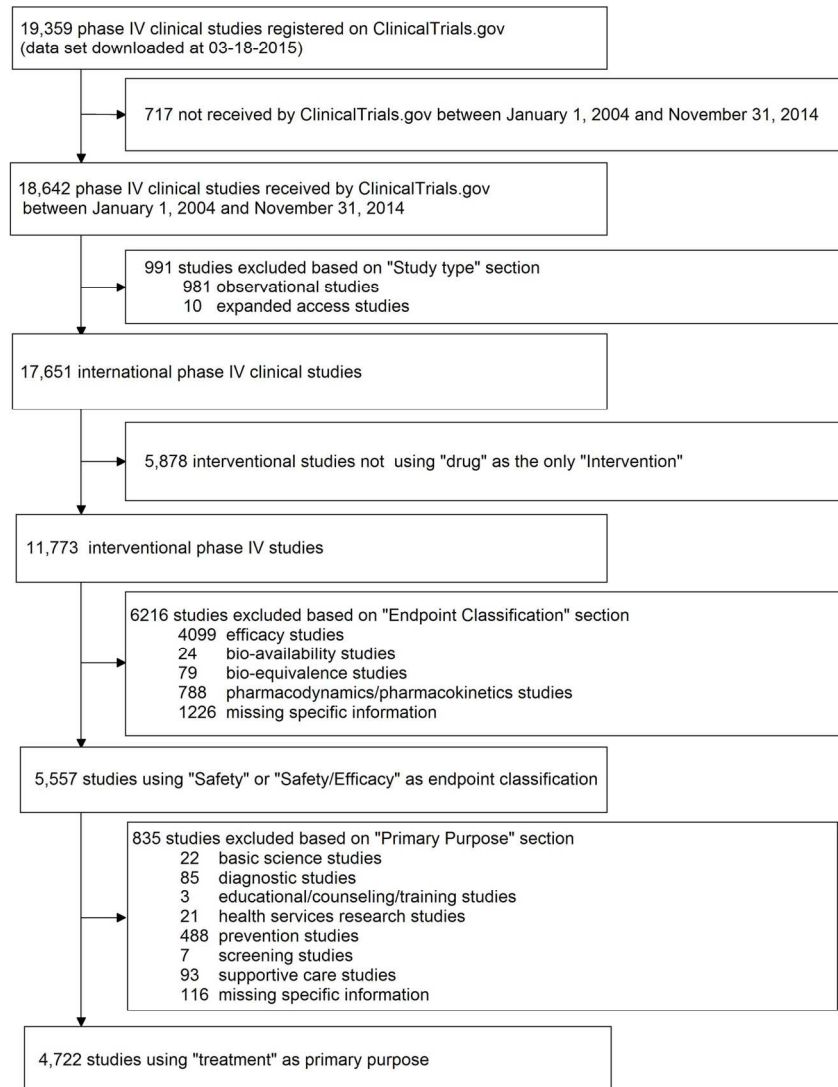 19,359 phase IV clinical studies registered on ClinicalTrials.gov
(data set downloaded at 03-18-2015)
717 not received by ClinicalTrials.gov between January 1, 2004 and November 31, 2014
18,642 phase IV clinical studies received by ClinicalTrials.gov
between January 1, 2004 and November 31, 2014
991 studies excluded based on "Study type" section
981 observational studies
10 expanded access studies
17,651 international phase IV clinical studies
5,878 interventional studies not using "drug" as the only "Intervention"
11,773 interventional phase IV studies
6216 studies excluded based on "Endpoint Classification" section
4099 efficacy studies
24 bio-availability studies
79 bio-equivalence studies
788 pharmacodynamics/pharmacokinetics studies
1226 missing specific information
5,557 studies using "Safety" or "Safety/Efficacy" as endpoint classification
835 studies excluded based on "Primary Purpose" section
22 basic science studies
85 diagnostic studies
3 educational/counseling/training studies
21 health services research studies
488 prevention studies
7 screening studies
93 supportive care studies
116 missing specific information
4,722 studies using "treatment" as primary purpose